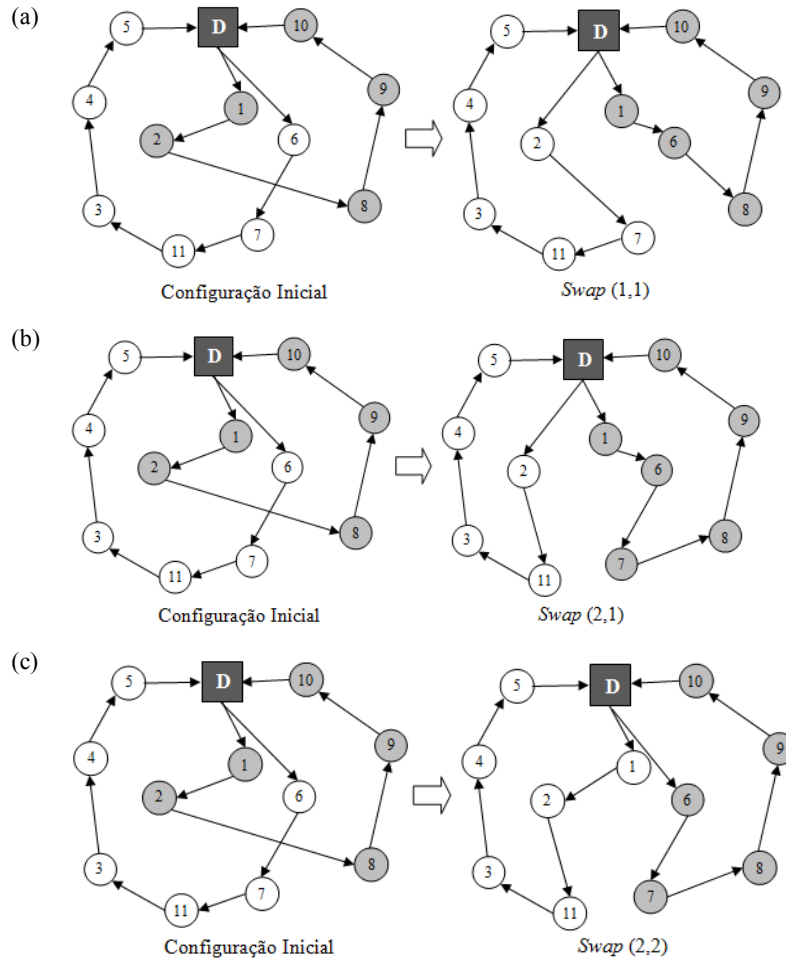 (a)
5 D 10 5 D 10
4 1 9 4 1 9
2 6 2 6
3 8 3 8
11 7 11 7
Configuração Inicial Swap (1,1)
(b)
5 D 10 5 D 10
4 1 9 4 1 9
2 6 2 6
3 8 3 8
11 7 11 7
Configuração Inicial Swap (2,1)
(c)
5 D 10 5 D 10
4 1 9 4 1 9
2 6 2 6
3 8 3 8
11 7 11 7
Configuração Inicial Swap (2,2)